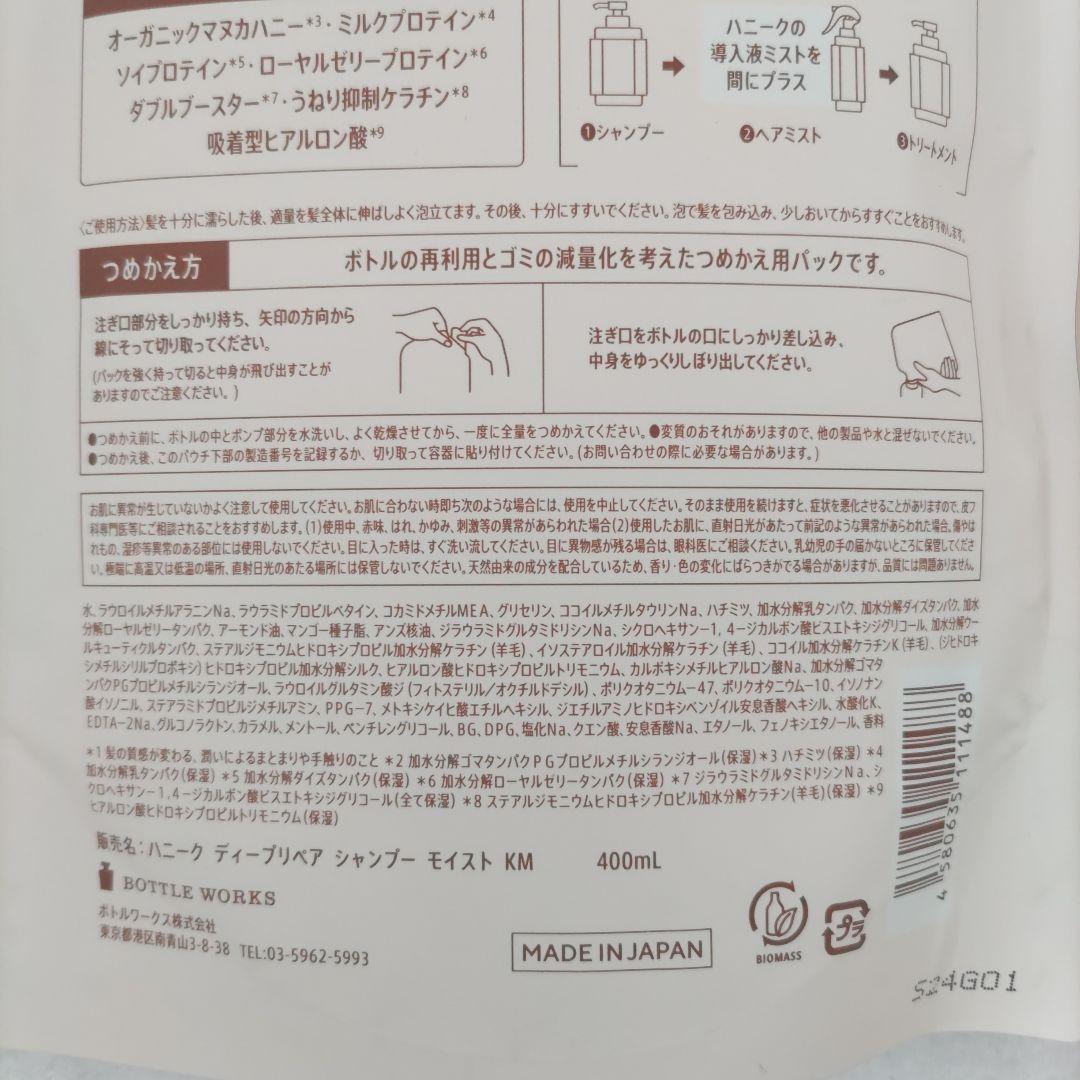 オーガニックマヌカハニー*3・ミルクプロテイン*4
ソイプロテイン*5・ローヤルゼリープロテイン*6
ダブルブースター*7・うねり抑制ケラチン*8
吸着型ヒアルロン酸*9
ハニークの
導入液ミストを
間にプラス
❶シャンプー
❷ヘアミスト
❸トリートメント
〈ご使用方法〉髪を十分に濡らした後、適量を髪全体に伸ばしよく泡立てます。その後、十分にすすいでください。泡で髪を包み込み、少しおいてからすすぐことをおすすめします。
つめかえ方
ボトルの再利用とゴミの減量化を考えたつめかえ用パックです。
注ぎ口部分をしっかり持ち、矢印の方向から
線にそって切り取ってください。
(パックを強く持って切ると中身が飛び出すことが
ありますのでご注意ください。)
注ぎ口をボトルの口にしっかり差し込み、
中身をゆっくりしぼり出してください。
●つめかえ前に、ボトルの中とポンプ部分を水洗いし、よく乾燥させてから、一度に全量をつめかえてください。●変質のおそれがありますので、他の製品や水と混ぜないでください。
●つめかえ後、このパウチ下部の製造番号を記録するか、切り取って容器に貼り付けてください。(お問い合わせの際に必要な場合があります。)
お肌に異常が生じていないかよく注意して使用してください。お肌に合わない時即ち次のような場合には、使用を中止してください。そのまま使用を続けますと、症状を悪化させることがありますので、皮フ
科専門医等にご相談されることをおすすめします。(1)使用中、赤味、はれ、かゆみ、刺激等の異常があらわれた場合(2)使用したお肌に、直射日光があたって前記のような異常があらわれた場合。傷やは
れもの、湿疹等異常のある部位には使用しないでください。目に入った時は、すぐ洗い流してください。目に異物感が残る場合は、眼科医にご相談ください。乳幼児の手の届かないところに保管してくださ
い。極端に高温又は低温の場所、直射日光のあたる場所には保管しないでください。天然由来の成分を配合しているため、香り・色の変化にばらつきがでる場合がありますが、品質には問題ありません。
水、ラウロイルメチルアラニンNa、ラウラミドプロピルベタイン、コカミドメチルMEA、グリセリン、ココイルメチルタウリンNa、ハチミツ、加水分解乳タンパク、加水分解ダイズタンパク、加水
分解ローヤルゼリータンパク、アーモンド油、マンゴー種子脂、アンズ核油、ジラウラミドグルタミドリシンNa、シクロヘキサン-1,4-ジカルボン酸ビスエトキシジグリコール、加水分解ウー
ルキューティクルタンパク、ステアルジモニウムヒドロキシプロピル加水分解ケラチン(羊毛)、イソステアロイル加水分解ケラチン(羊毛)、ココイル加水分解ケラチンK(羊毛)、(ジヒドロキ
シメチルシリルプロポキシ)ヒドロキシプロピル加水分解シルク、ヒアルロン酸ヒドロキシプロピルトリモニウム、カルボキシメチルヒアルロン酸Na、加水分解ゴマタ
ンパクPGプロピルメチルシランジオール、ラウロイルグルタミン酸ジ(フィトステリル/オクチルドデシル)、ポリクオタニウム-47、ポリクオタニウム-10、イソノナン
酸イソノニル、ステアラミドプロピルジメチルアミン、PPG-7、メトキシケイヒ酸エチルヘキシル、ジエチルアミノヒドロキシベンゾイル安息香酸ヘキシル、水酸化K、
EDTA-2Na、グルコノラクトン、カラメル、メントール、ペンチレングリコール、BG、DPG、塩化Na、クエン酸、安息香酸Na、エタノール、フェノキシエタノール、香料
*1 髪の質感が変わる、潤いによるまとまりや手触りのこと *2 加水分解ゴマタンパクPGプロピルメチルシランジオール(保湿)*3 ハチミツ(保湿) *4
加水分解乳タンパク(保湿) *5 加水分解ダイズタンパク(保湿) *6 加水分解ローヤルゼリータンパク(保湿) *7 ジラウラミドグルタミドリシンNa、シ
クロヘキサン-1,4-ジカルボン酸ビスエトキシジグリコール(全て保湿) *8 ステアルジモニウムヒドロキシプロピル加水分解ケラチン(羊毛)(保湿) *9
ヒアルロン酸ヒドロキシプロピルトリモニウム(保湿)
販売名:ハニーク ディープリペア シャンプー モイスト KM 400mL
BOTTLE WORKS
ボトルワークス株式会社
東京都港区南青山3-8-38 TEL:03-5962-5993
MADE IN JAPAN
BIOMASS
プラ
4 580635 111488
S24G01